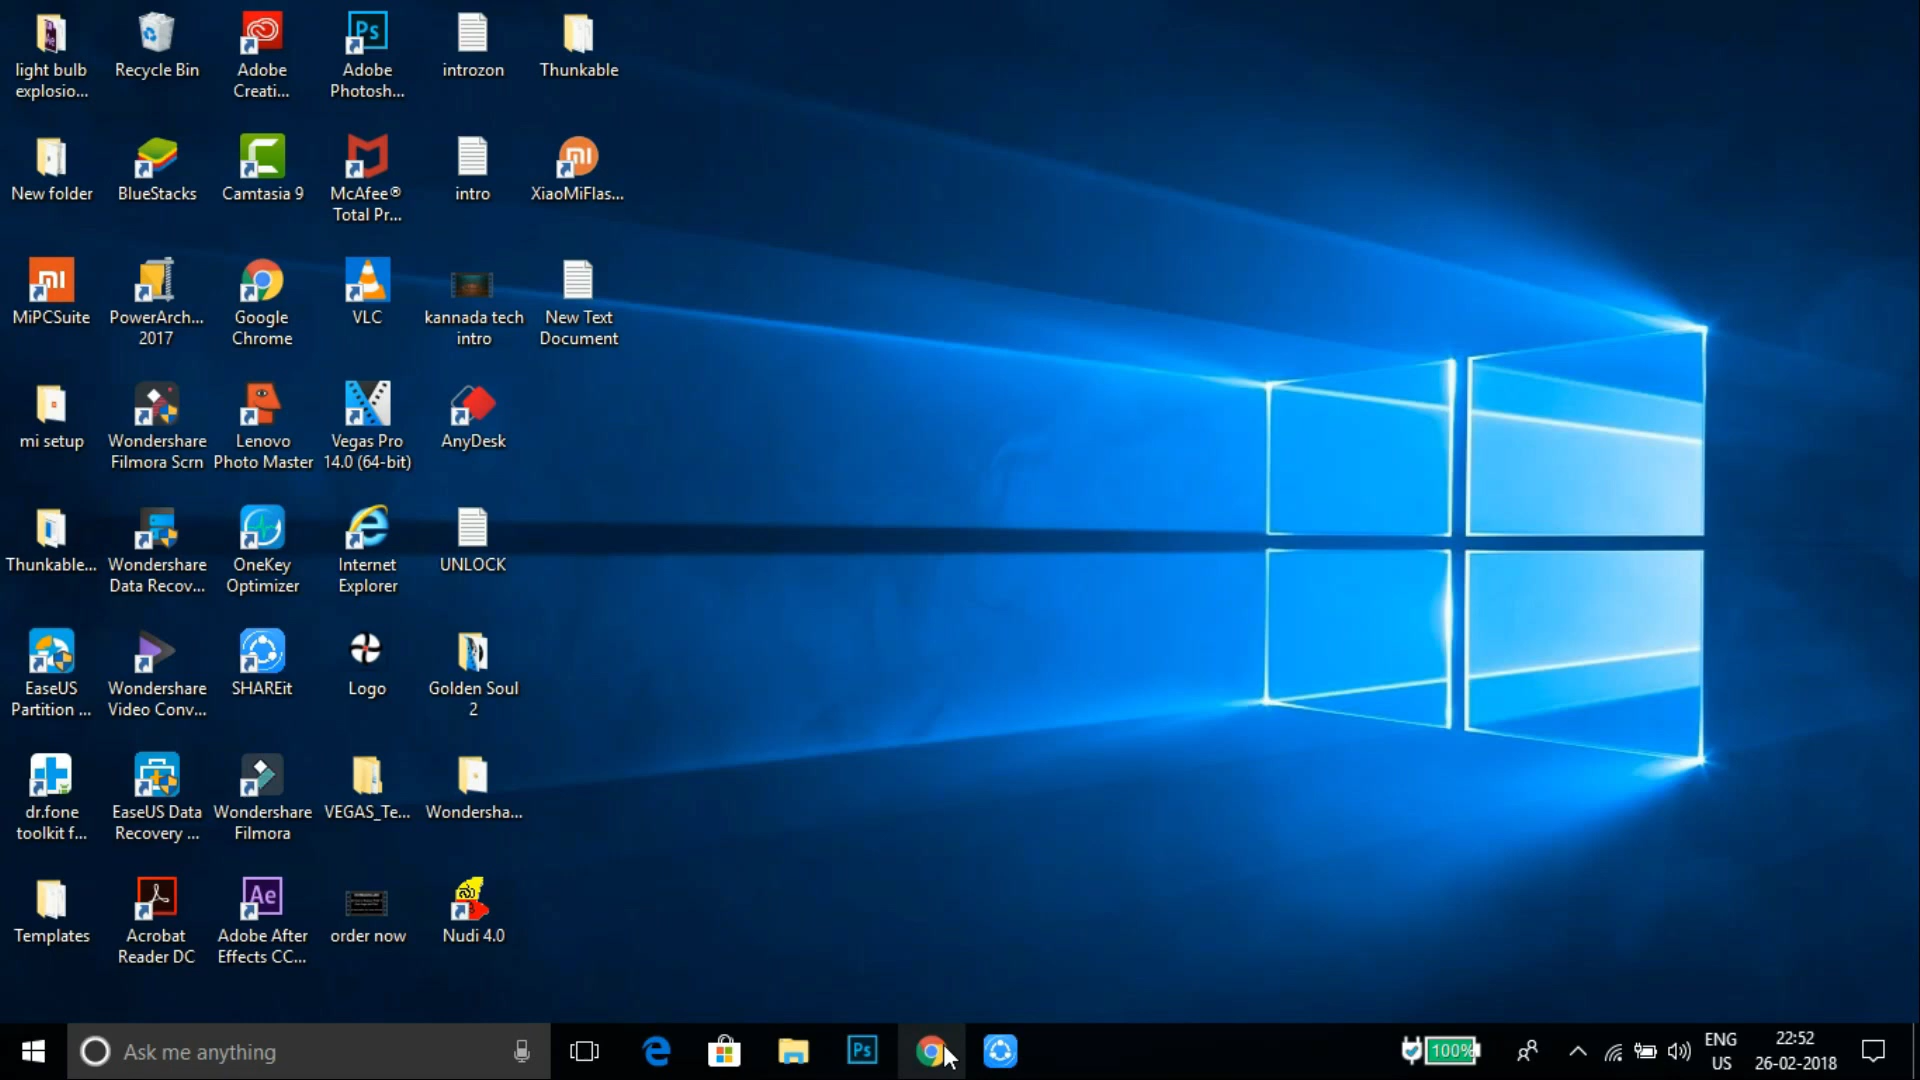 light bulb
explosio...
Recycle Bin
Adobe
Creati...
Ps
Adobe
Photosh...
introzon
Thunkable
New folder
BlueStacks
Camtasia 9
McAfee®
Total Pr...
intro
XiaoMiFlas...
MiPCSuite
PowerArch...
2017
Google
Chrome
VLC
kannada tech
intro
New Text
Document
mi setup
Wondershare
Filmora Scrn
Lenovo
Photo Master
Vegas Pro
14.0 (64-bit)
AnyDesk
Thunkable...
Wondershare
Data Recov...
OneKey
Optimizer
Internet
Explorer
UNLOCK
EaseUS
Partition ...
Wondershare
Video Conv...
SHAREit
Logo
Golden Soul
2
dr.fone
toolkit f...
EaseUS Data
Recovery ...
Wondershare
Filmora
VEGAS_Te...
Wondersha...
Templates
Acrobat
Reader DC
Ae
Adobe After
Effects CC...
order now
Nudi 4.0
Ask me anything
Ps
100%
ENG
US
22:52
26-02-2018